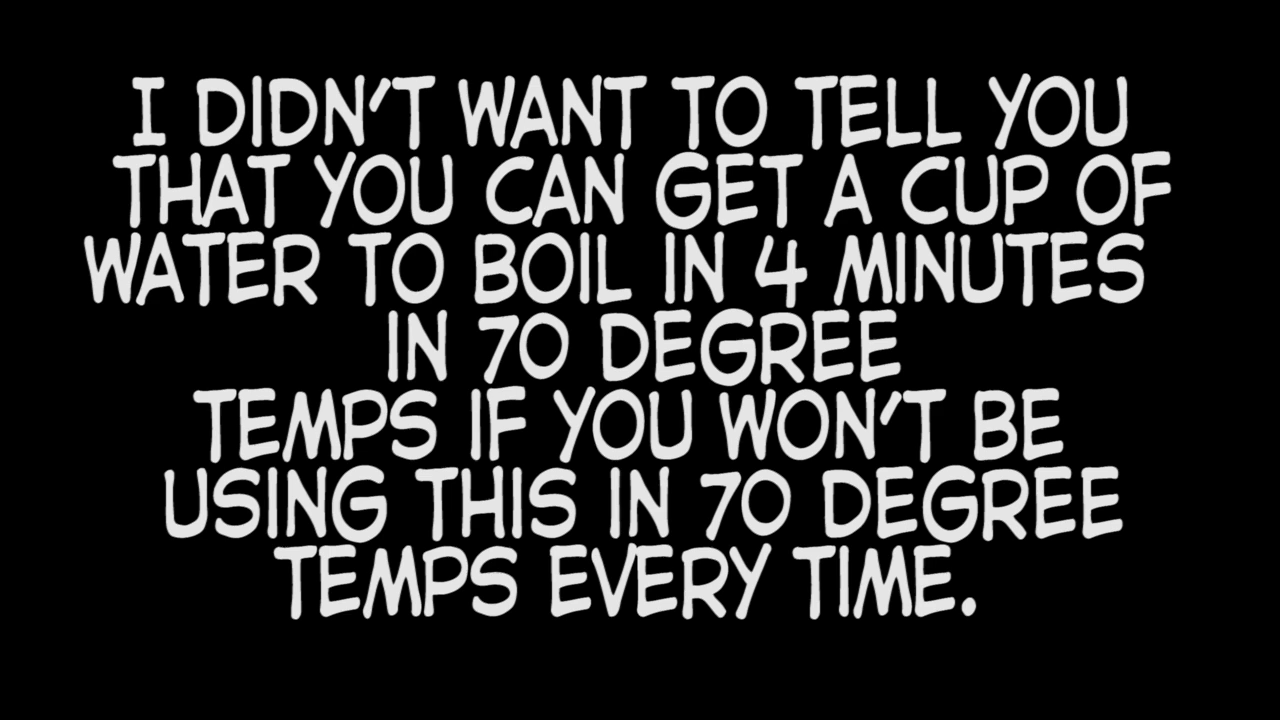 I DIDN'T WANT TO TELL YOU
THAT YOU CAN GET A CUP OF
WATER TO BOIL IN 4 MINUTES
IN 70 DEGREE
TEMPS IF YOU WON'T BE
USING THIS IN 70 DEGREE
TEMPS EVERY TIME.